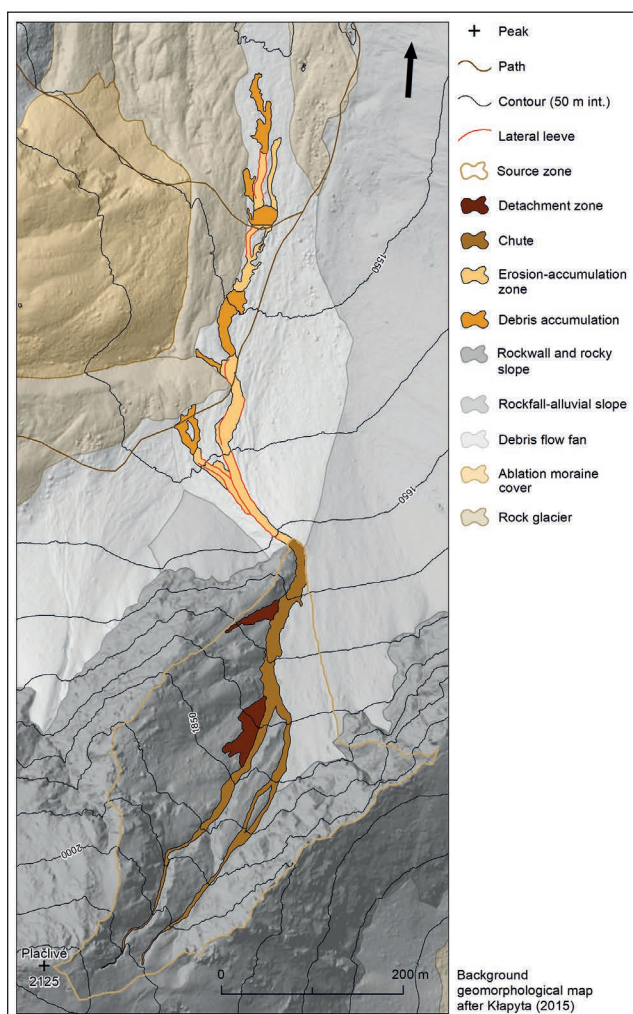 Peak
Path
Contour (50 m int.)
Lateral leeve
Source zone
Detachment zone
Chute
Erosion-accumulation
zone
Debris accumulation
Rockwall and rocky
slope
Rockfall-alluvial slope
Debris flow fan
Ablation moraine
cover
Rock glacier
1550
1650
1850
2000
Plačlivé
2125
0
200 m
Background
geomorphological map
after Kłapyta (2015)